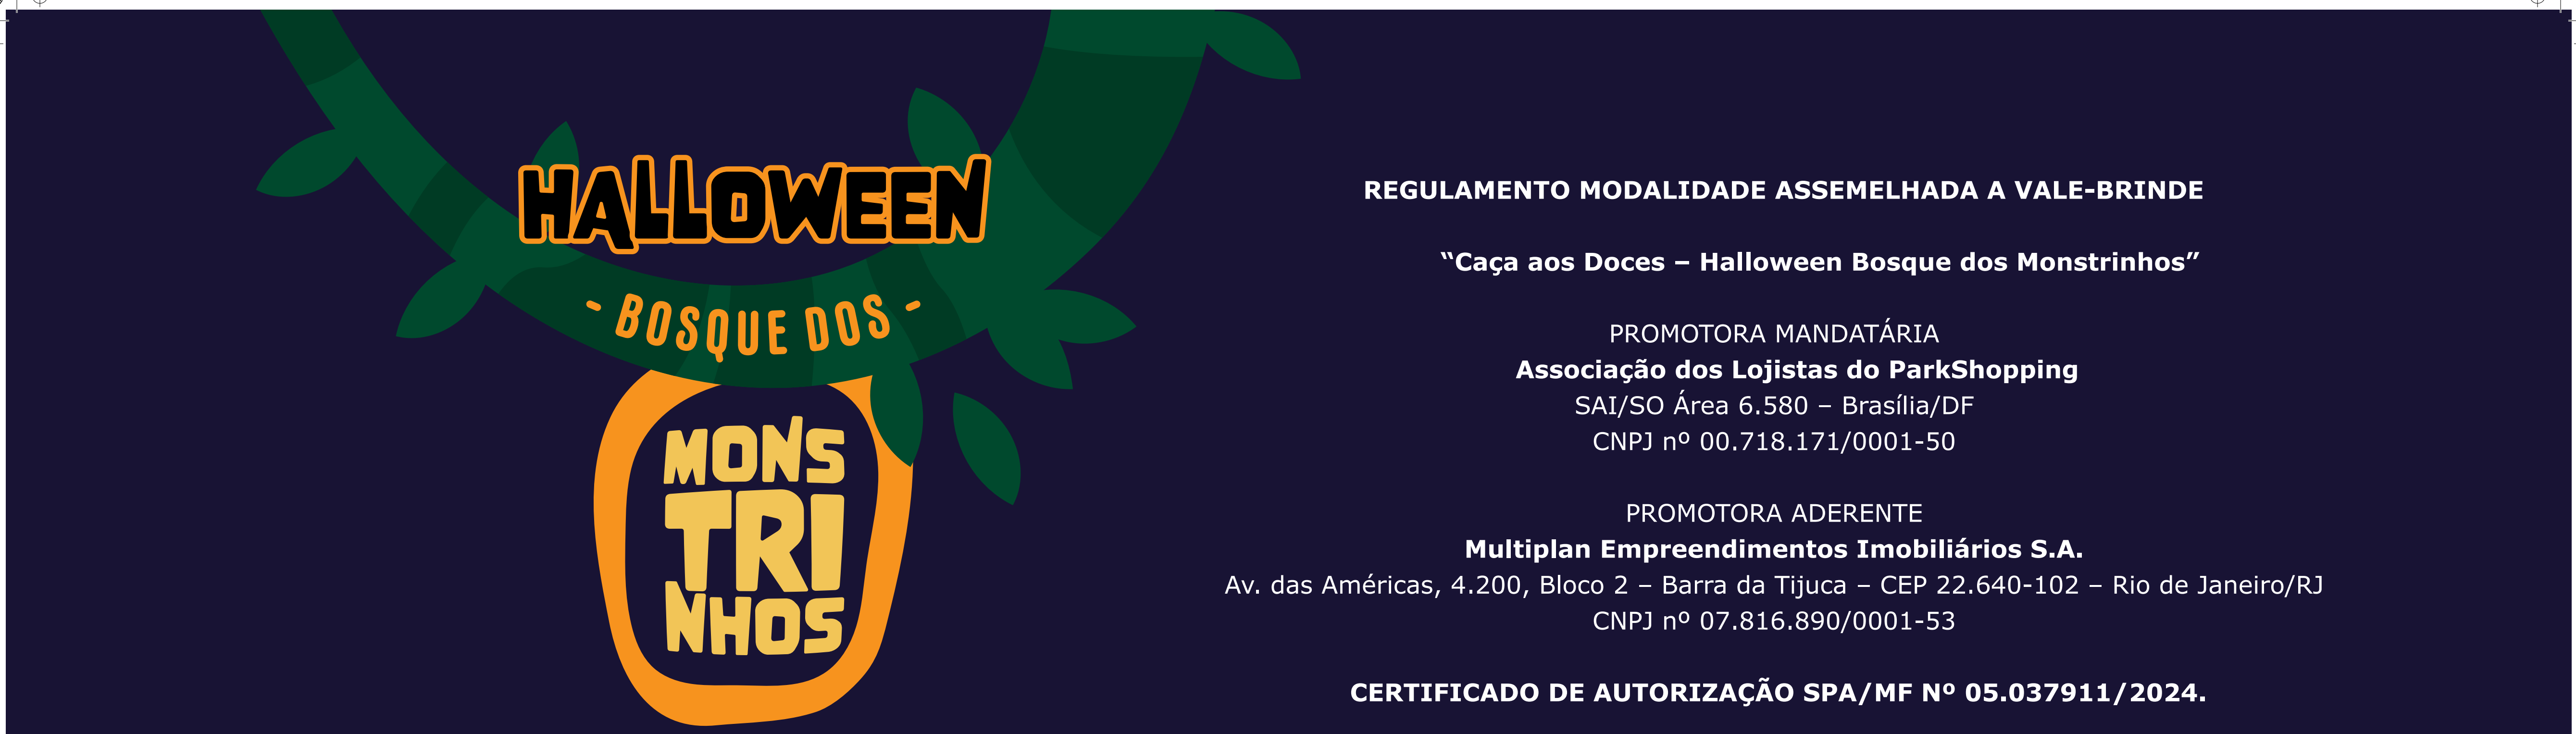 HALLOWEEN
- BOSQUE DOS -
MONS
TRI
NHOS
REGULAMENTO MODALIDADE ASSEMELHADA A VALE-BRINDE
“Caça aos Doces – Halloween Bosque dos Monstrinhos”
PROMOTORA MANDATÁRIA
Associação dos Lojistas do ParkShopping
SAI/SO Área 6.580 – Brasília/DF
CNPJ nº 00.718.171/0001-50
PROMOTORA ADERENTE
Multiplan Empreendimentos Imobiliários S.A.
Av. das Américas, 4.200, Bloco 2 – Barra da Tijuca – CEP 22.640-102 – Rio de Janeiro/RJ
CNPJ nº 07.816.890/0001-53
CERTIFICADO DE AUTORIZAÇÃO SPA/MF Nº 05.037911/2024.